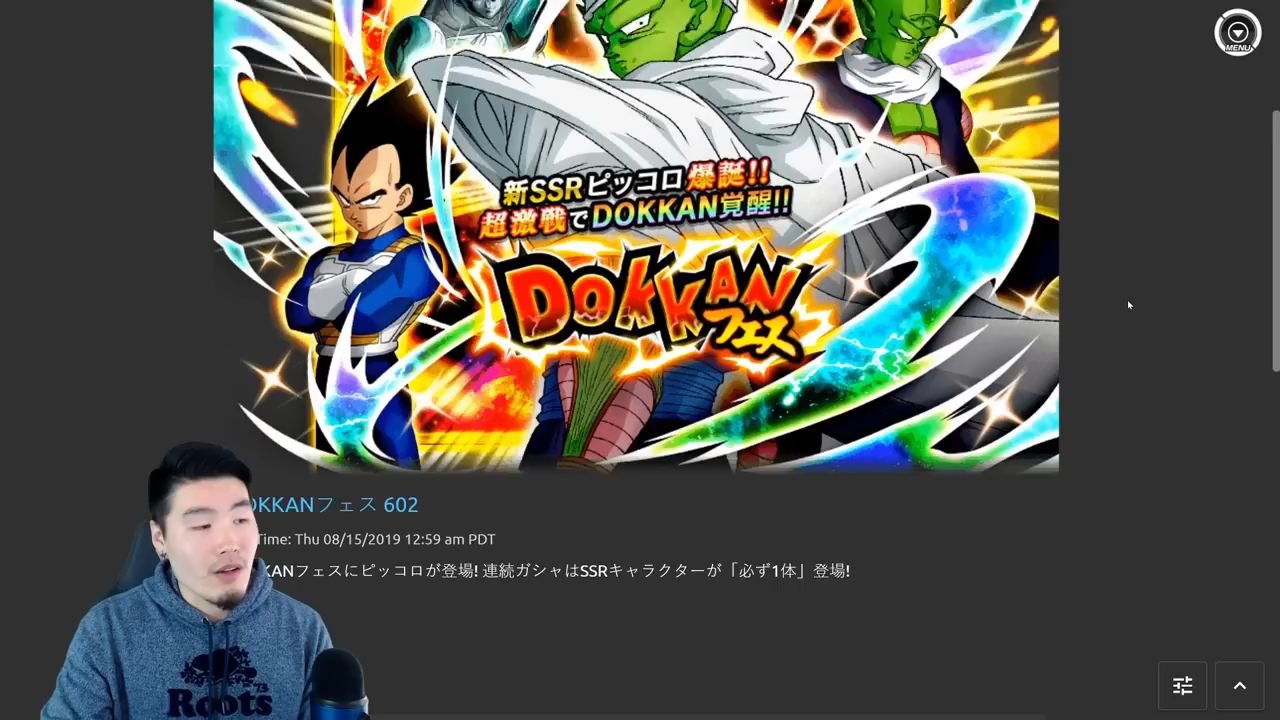 MENU
新SSRピッコロ爆誕!!
超激戦でDOKKAN覚醒!!
DOKKAN
フェス
OKKANフェス 602
Time: Thu 08/15/2019 12:59 am PDT
KANフェスにピッコロが登場! 連続ガシャはSSRキャラクターが「必ず1体」登場!
'73
Roots